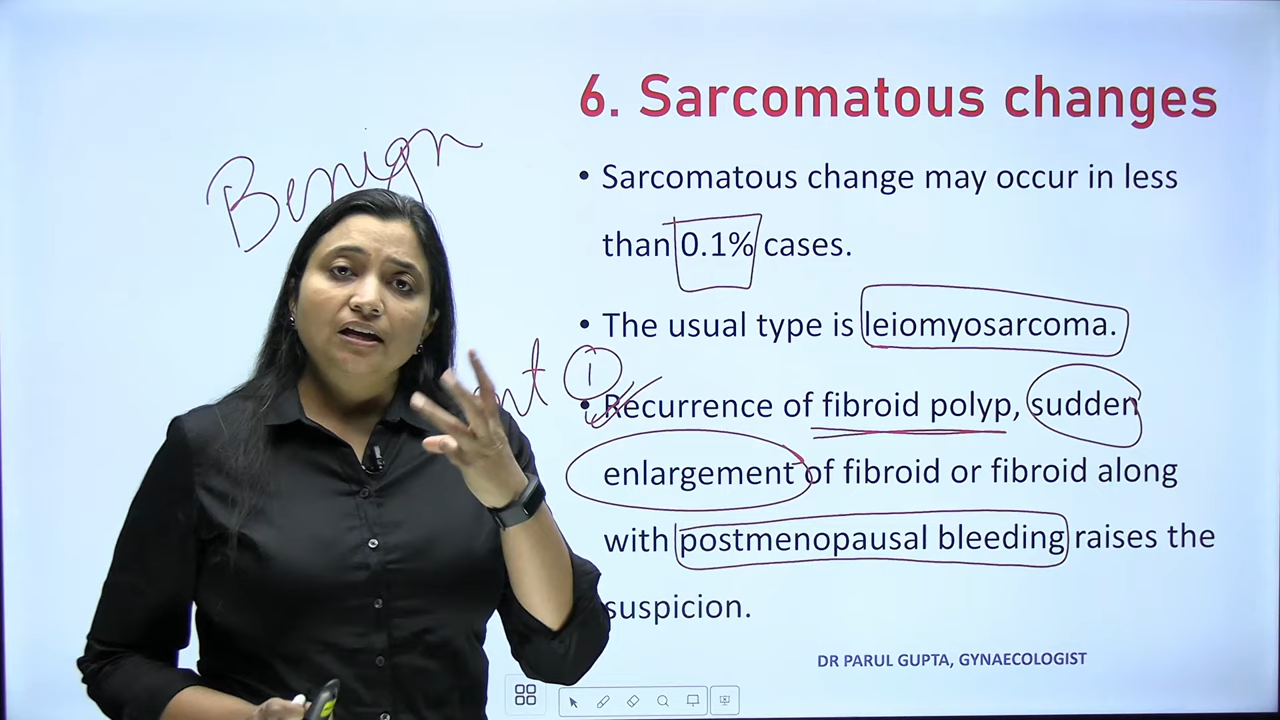 6. Sarcomatous changes
Benign
• Sarcomatous change may occur in less
than 0.1% cases.
• The usual type is leiomyosarcoma.
• Recurrence of fibroid polyp, sudden
enlargement of fibroid or fibroid along
with postmenopausal bleeding raises the
suspicion.
DR PARUL GUPTA, GYNAECOLOGIST